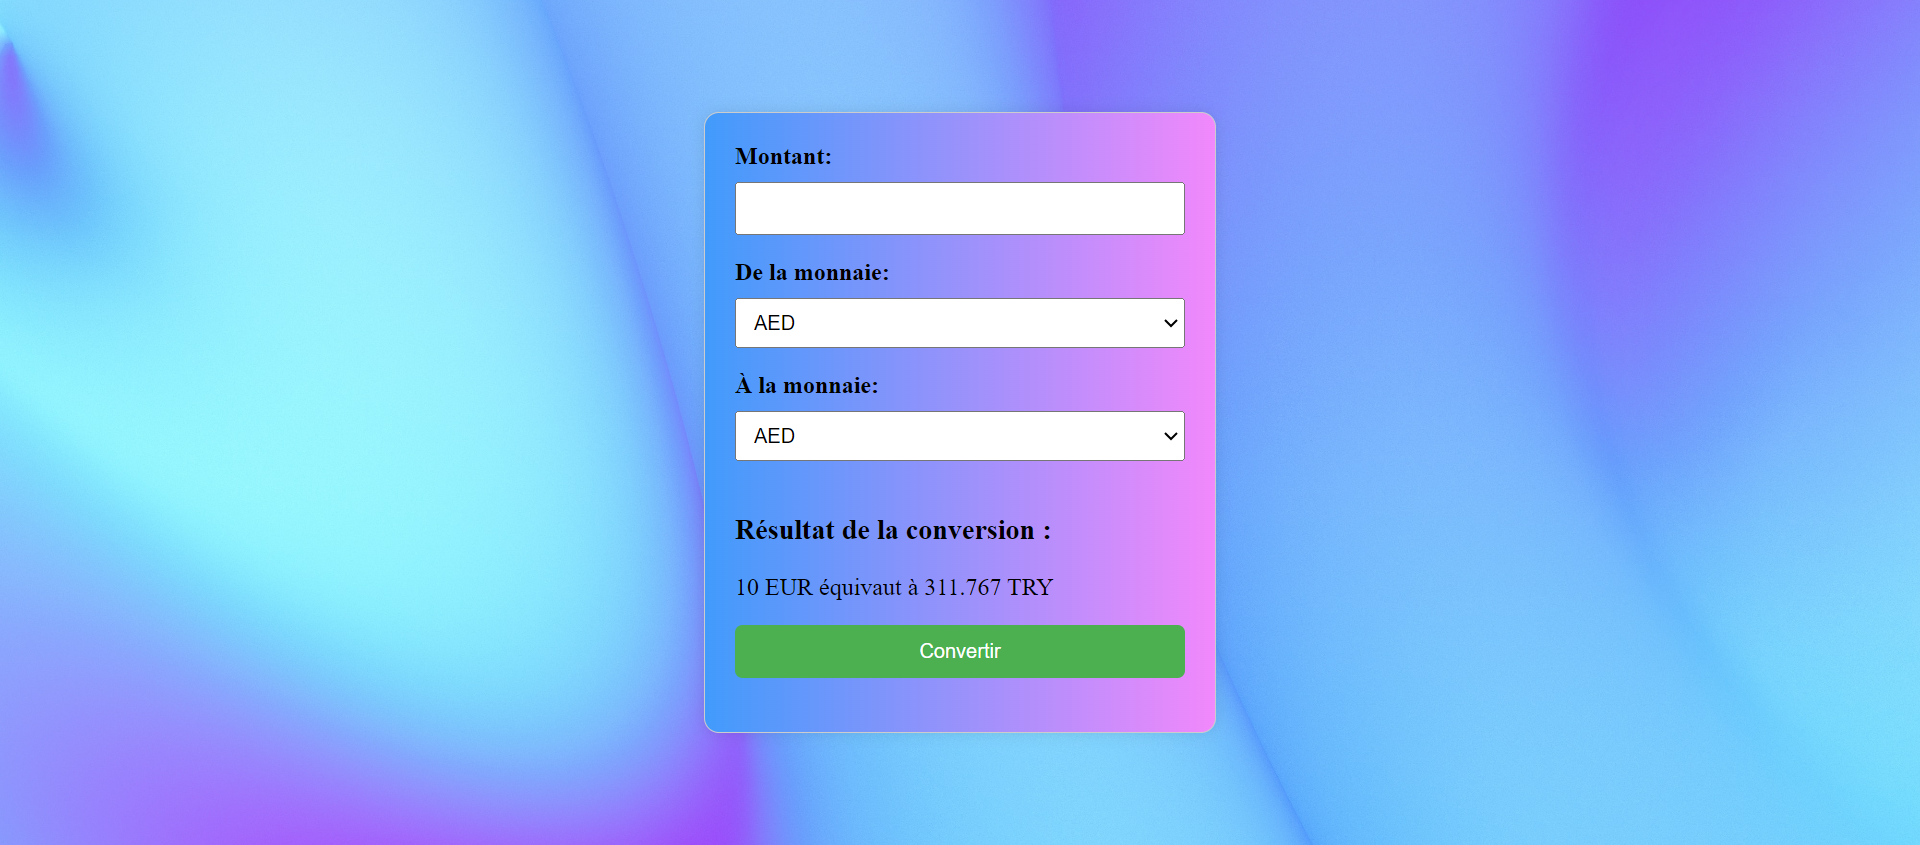 Montant:
De la monnaie:
AED
À la monnaie:
AED
Résultat de la conversion :
10 EUR équivaut à 311.767 TRY
Convertir